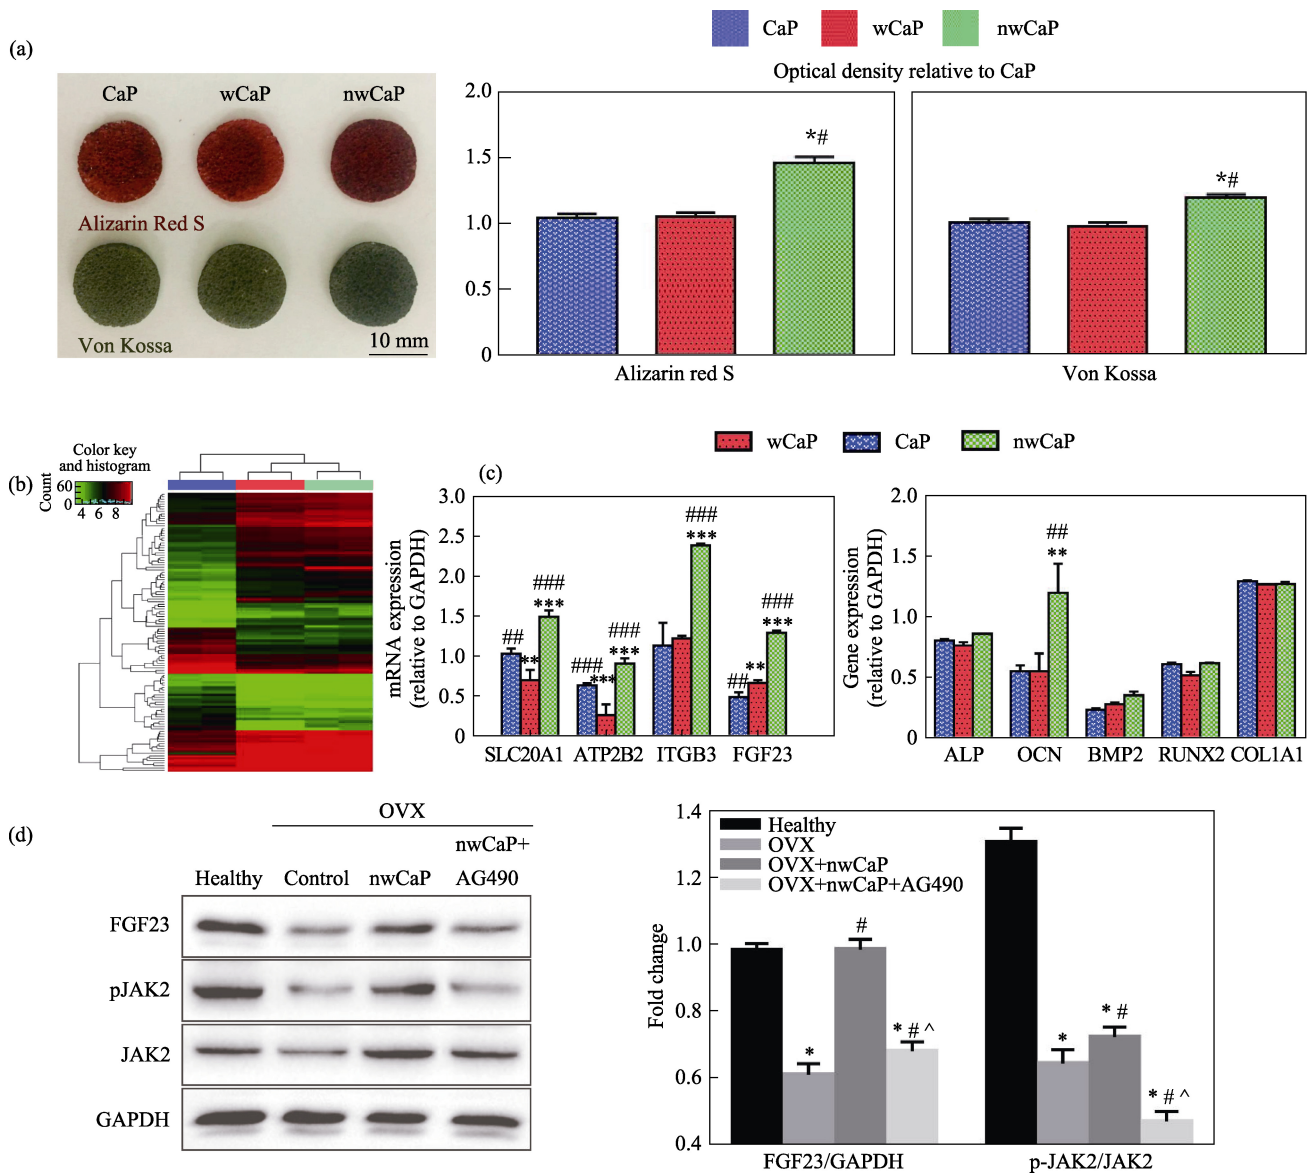 CaP wCaP nwCaP
(a)
Optical density relative to CaP
CaP wCaP nwCaP
Alizarin Red S
Von Kossa
10 mm
2.0
1.5
1.0
0.5
0
*#
Alizarin red S
*#
Von Kossa
(b)
Color key
and histogram
Count
60
0
4 6 8
(c)
wCaP CaP nwCaP
mRNA expression
(relative to GAPDH)
3.0
2.5
2.0
1.5
1.0
0.5
0
## ** ### ***
### *** ### ***
### ***
## ** ### ***
SLC20A1 ATP2B2 ITGB3 FGF23
Gene expression
(relative to GAPDH)
2.0
1.5
1.0
0.5
0
##
**
ALP OCN BMP2 RUNX2 COL1A1
(d)
OVX
nwCaP+
Healthy Control nwCaP AG490
FGF23
pJAK2
JAK2
GAPDH
Fold change
1.4
1.2
1.0
0.8
0.6
0.4
Healthy
OVX
OVX+nwCaP
OVX+nwCaP+AG490
* # * # ^
* * # * # ^
FGF23/GAPDH p-JAK2/JAK2